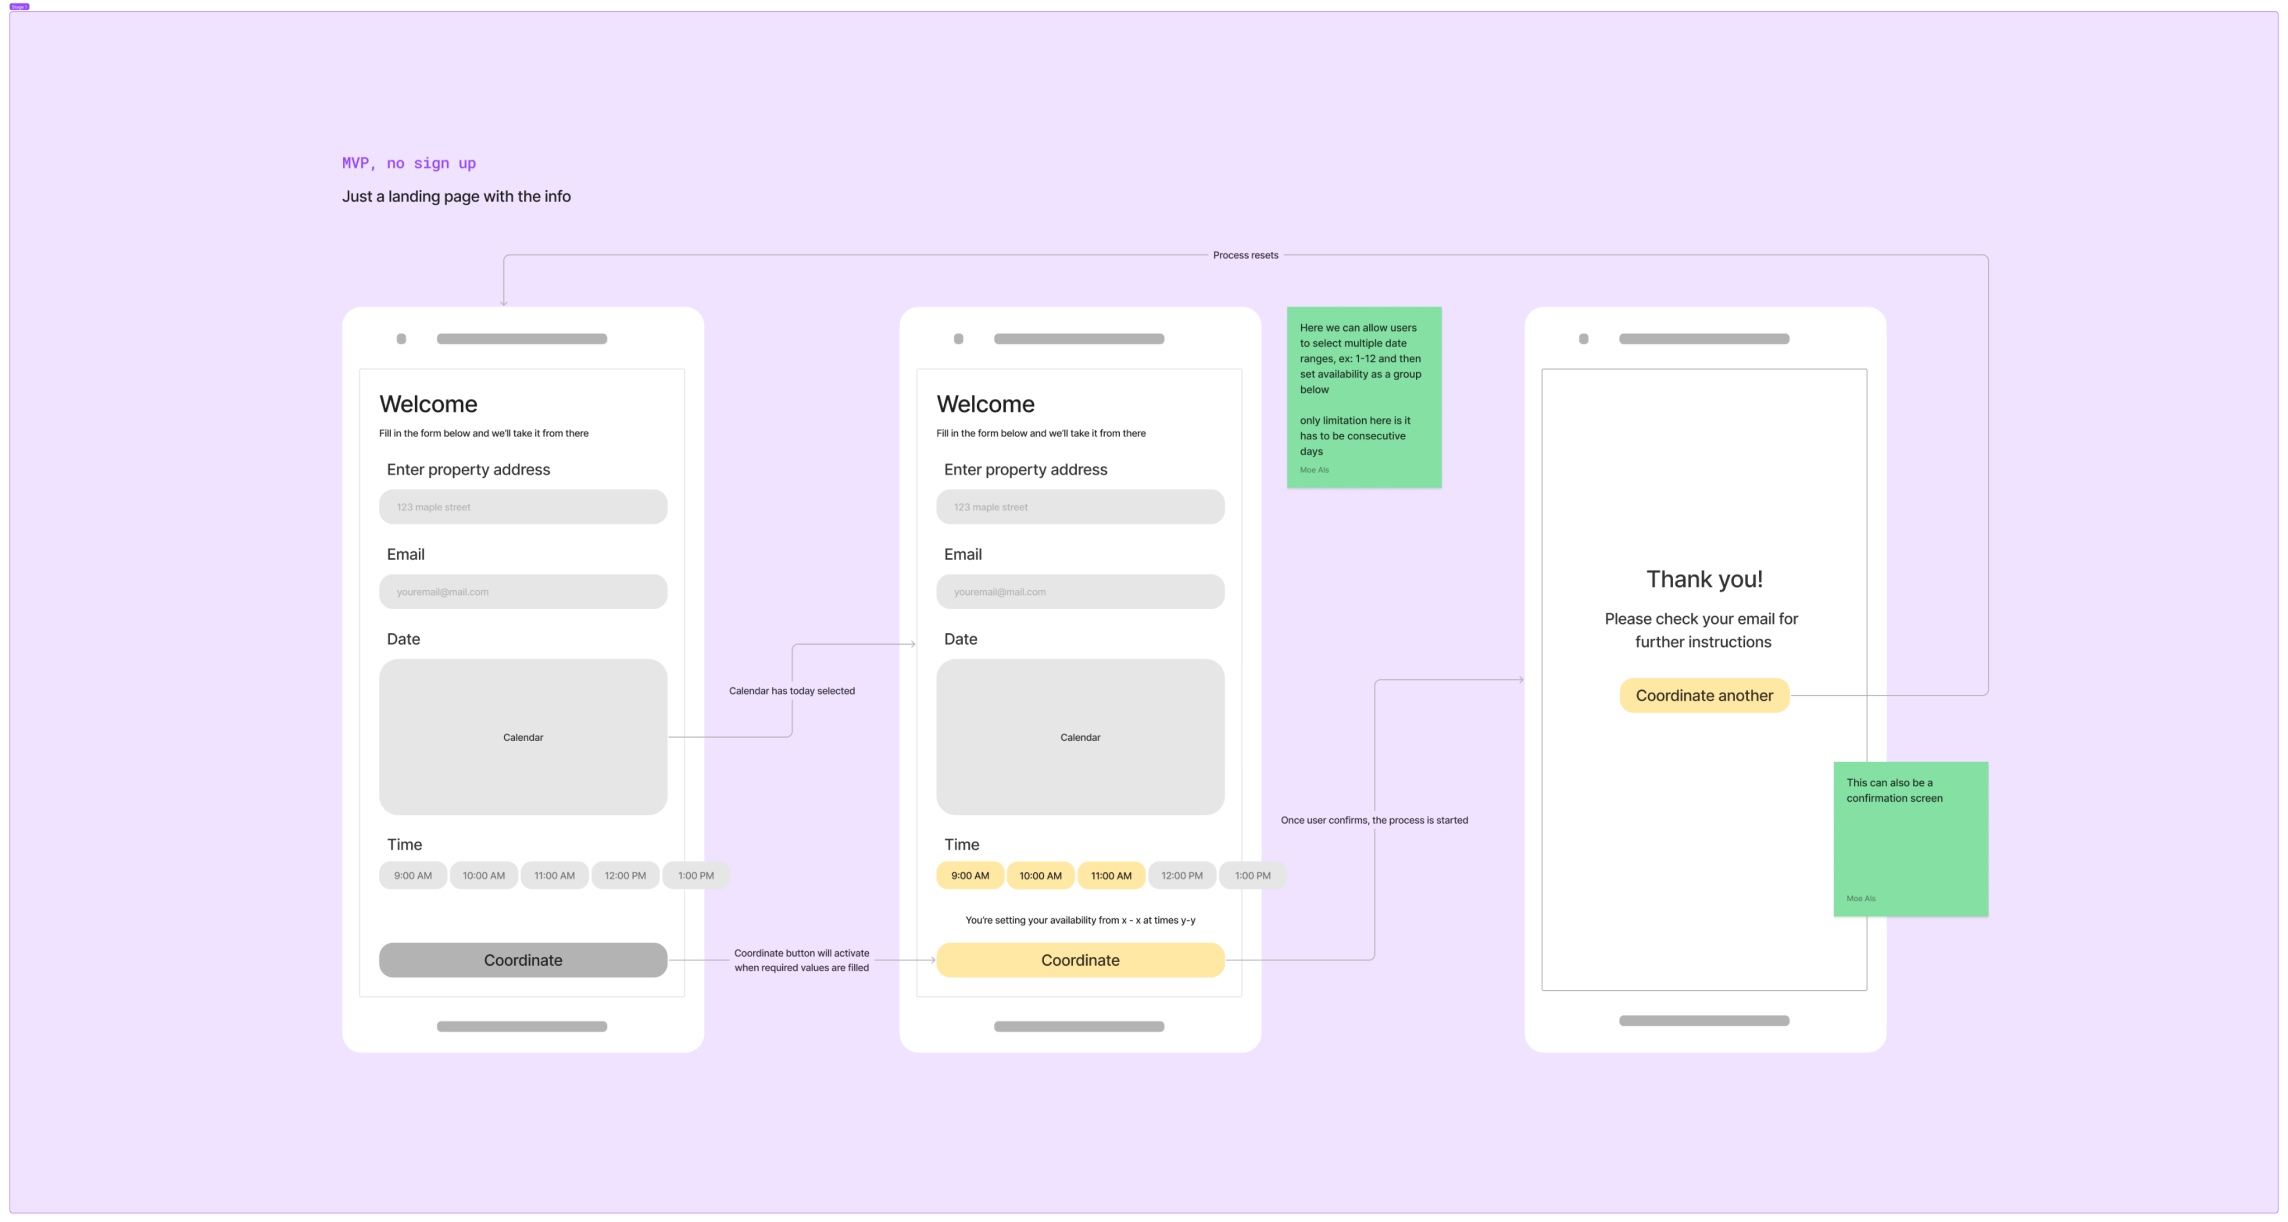 Stage 1
MVP, no sign up
Just a landing page with the info
Process resets
Welcome
Fill in the form below and we'll take it from there
Enter property address
123 maple street
Email
youremail@mail.com
Date
Calendar
Time
9:00 AM 10:00 AM 11:00 AM 12:00 PM 1:00 PM
Coordinate
Calendar has today selected
Coordinate button will activate
when required values are filled
Welcome
Fill in the form below and we'll take it from there
Enter property address
123 maple street
Email
youremail@mail.com
Date
Calendar
Time
9:00 AM 10:00 AM 11:00 AM 12:00 PM 1:00 PM
You're setting your availability from x - x at times y-y
Coordinate
Here we can allow users
to select multiple date
ranges, ex: 1-12 and then
set availability as a group
below
only limitation here is it
has to be consecutive
days
Moe Als
Once user confirms, the process is started
Thank you!
Please check your email for
further instructions
Coordinate another
This can also be a
confirmation screen
Moe Als